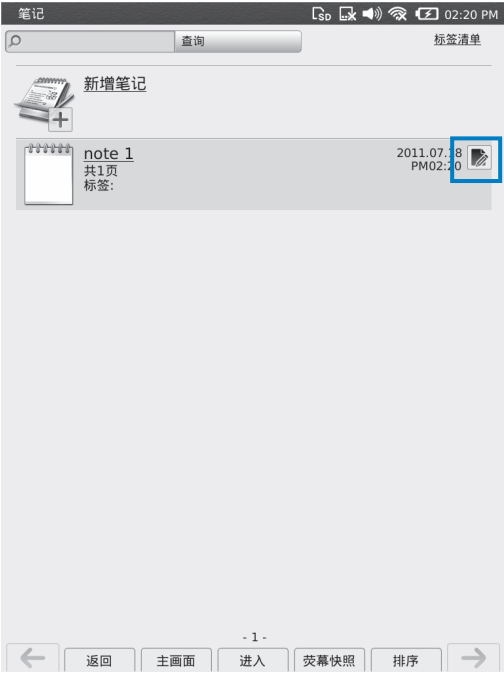 笔记 SD 02:20 PM
查询 标签清单
新增笔记
note 1
共1页
标签:
2011.07.18
PM02:20
- 1 -
返回 主画面 进入 荧幕快照 排序